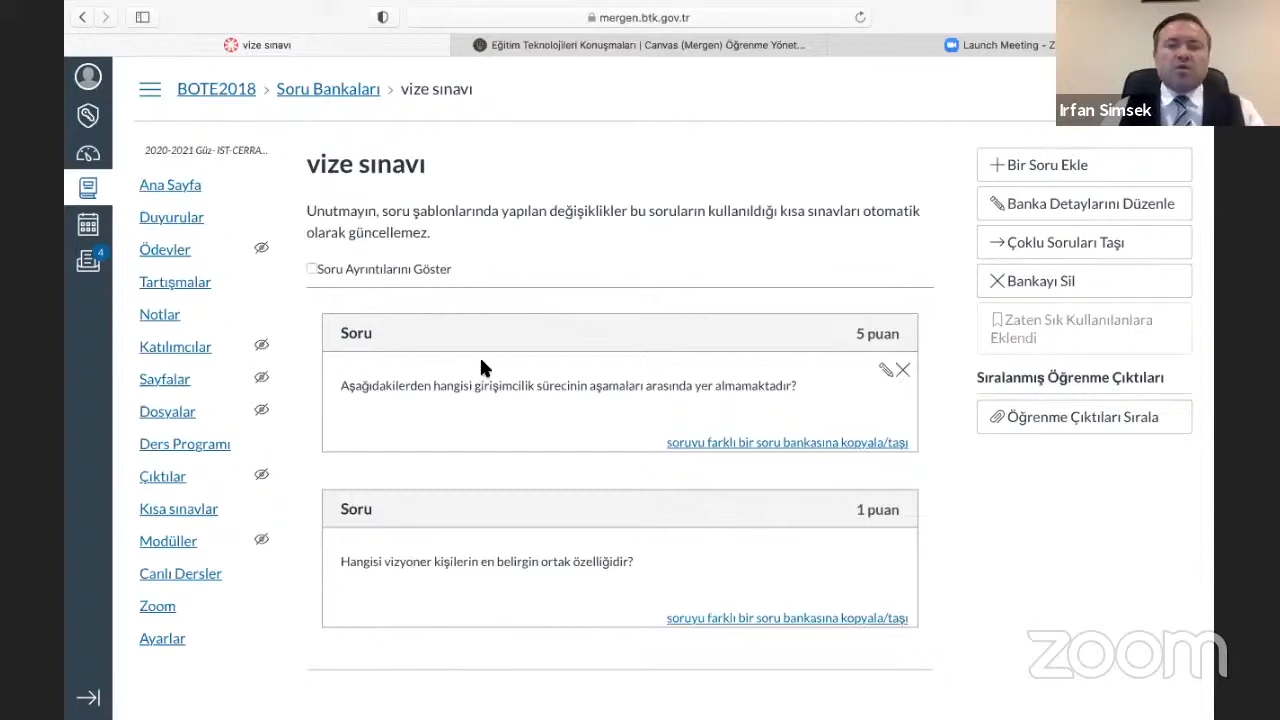 mergen.btk.gov.tr
vize sınavı
Eğitim Teknolojileri Konuşmaları | Canvas (Mergen) Öğrenme Yönet...
Launch Meeting - Z
Irfan Simsek
BOTE2018 › Soru Bankaları › vize sınavı
2020-2021 Güz- IST-CERRA...
Ana Sayfa
Duyurular
Ödevler
Tartışmalar
Notlar
Katılımcılar
Sayfalar
Dosyalar
Ders Programı
Çıktılar
Kısa sınavlar
Modüller
Canlı Dersler
Zoom
Ayarlar
4
vize sınavı
Unutmayın, soru şablonlarında yapılan değişiklikler bu soruların kullanıldığı kısa sınavları otomatik
olarak güncellemez.
Soru Ayrıntılarını Göster
Soru 5 puan
Aşağıdakilerden hangisi girişimcilik sürecinin aşamaları arasında yer almamaktadır?
soruyu farklı bir soru bankasına kopyala/taşı
Soru 1 puan
Hangisi vizyoner kişilerin en belirgin ortak özelliğidir?
soruyu farklı bir soru bankasına kopyala/taşı
Bir Soru Ekle
Banka Detaylarını Düzenle
Çoklu Soruları Taşı
Bankayı Sil
Zaten Sık Kullanılanlara
Eklendi
Sıralanmış Öğrenme Çıktıları
Öğrenme Çıktıları Sırala
zoom